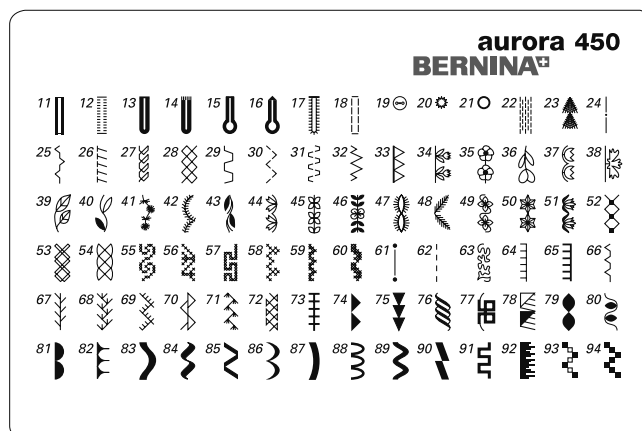 aurora 450
BERNINA
11 12 13 14 15 16 17 18 19 20 21 22 23 24
25 26 27 28 29 30 31 32 33 34 35 36 37 38
39 40 41 42 43 44 45 46 47 48 49 50 51 52
53 54 55 56 57 58 59 60 61 62 63 64 65 66
67 68 69 70 71 72 73 74 75 76 77 78 79 80
81 82 83 84 85 86 87 88 89 90 91 92 93 94